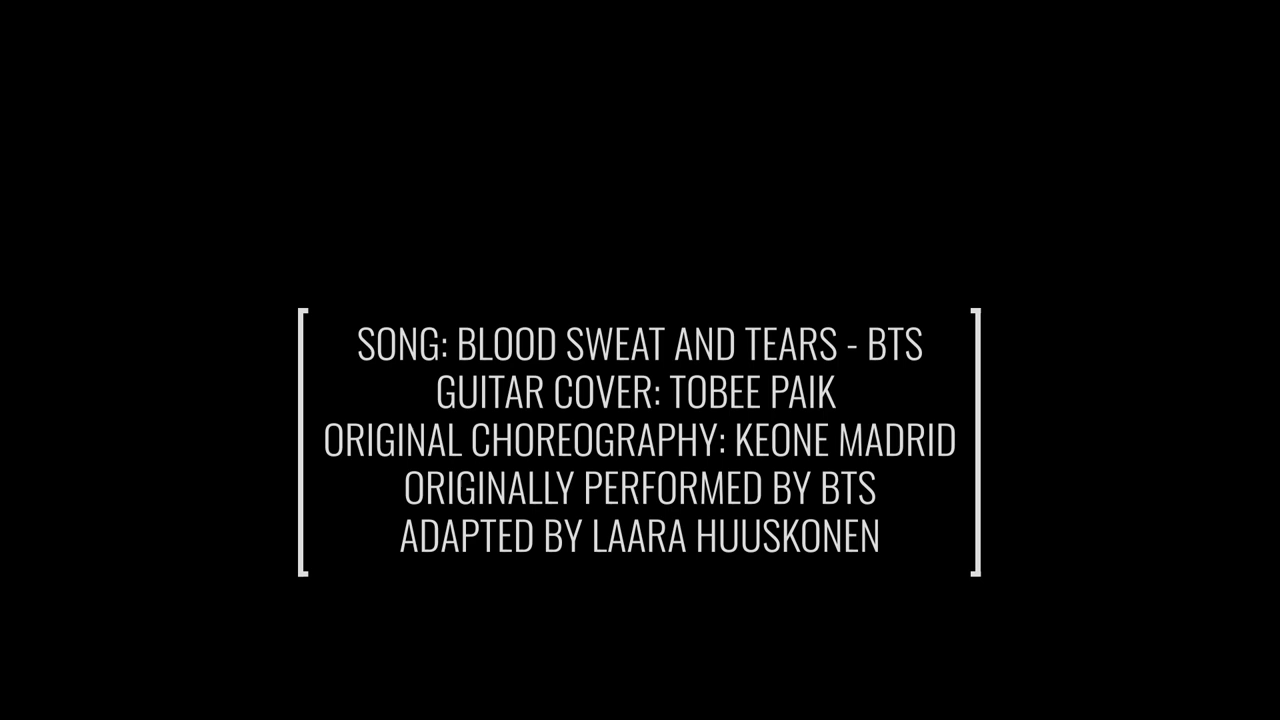 SONG: BLOOD SWEAT AND TEARS - BTS
GUITAR COVER: TOBEE PAIK
ORIGINAL CHOREOGRAPHY: KEONE MADRID
ORIGINALLY PERFORMED BY BTS
ADAPTED BY LAARA HUUSKONEN